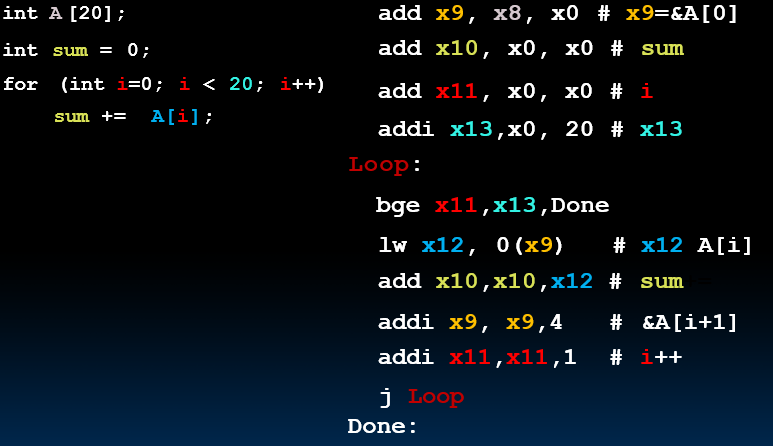 int A [20];
int sum = 0;
for (int i=0; i < 20; i++)
sum += A[i];
add x9, x8, x0 # x9=&A[0]
add x10, x0, x0 # sum
add x11, x0, x0 # i
addi x13,x0, 20 # x13
Loop:
bge x11,x13,Done
lw x12, 0(x9) # x12 A[i]
add x10,x10,x12 # sum
addi x9, x9,4 # &A[i+1]
addi x11,x11,1 # i++
j Loop
Done: